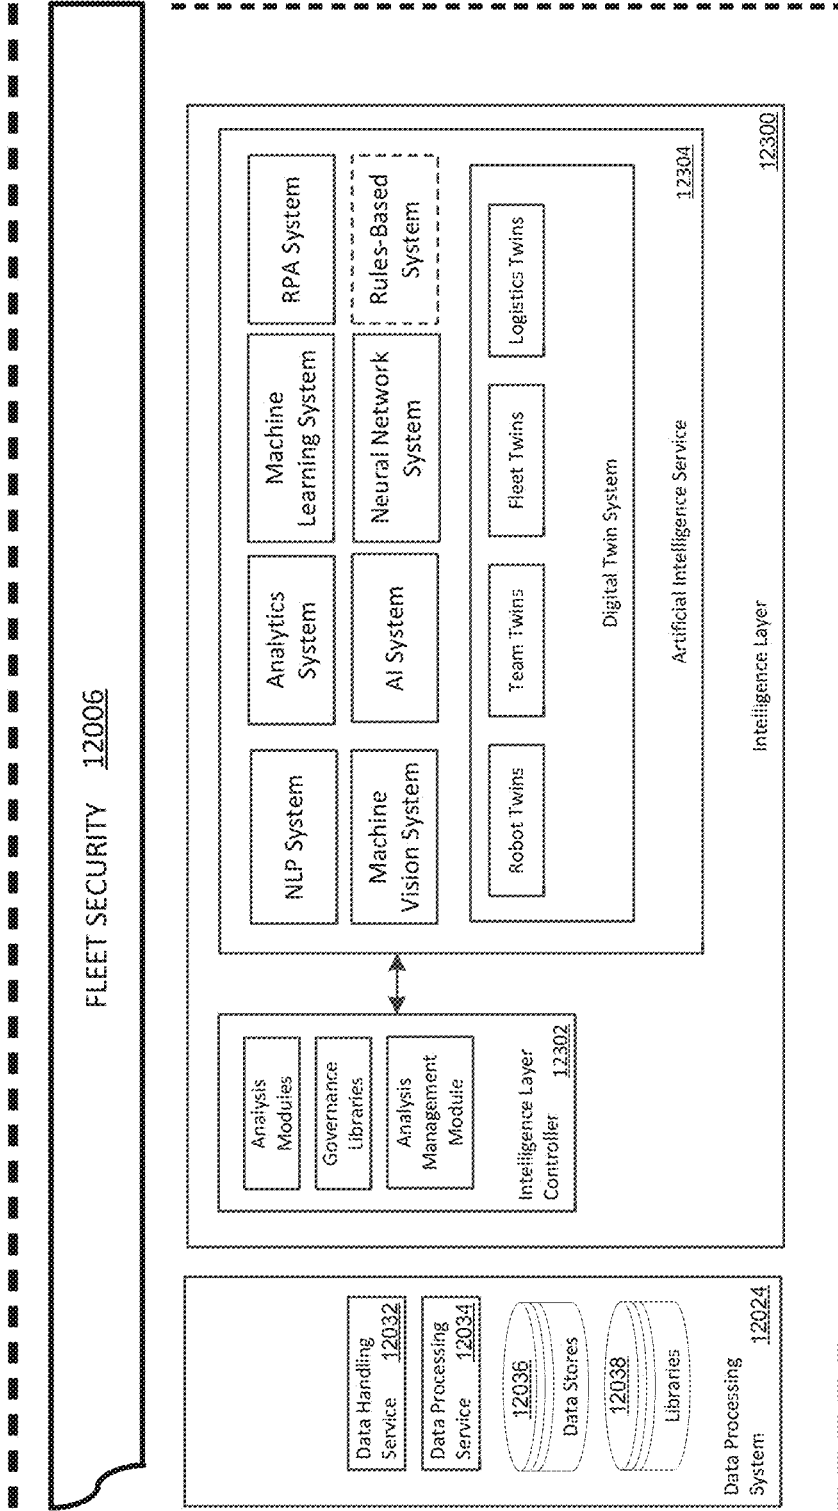 FLEET SECURITY 12006
Data Handling
Service 12032
Data Processing
Service 12034
12036
Data Stores
12038
Libraries
Data Processing
System 12024
Analysis
Modules
Governance
Libraries
Analysis
Management
Module
Intelligence Layer
Controller 12302
NLP System
Analytics
System
Machine
Learning System
RPA System
Machine
Vision System
AI System
Neural Network
System
Rules-Based
System
Robot Twins
Team Twins
Fleet Twins
Logistics Twins
Digital Twin System
Artificial Intelligence Service 12304
Intelligence Layer 12300